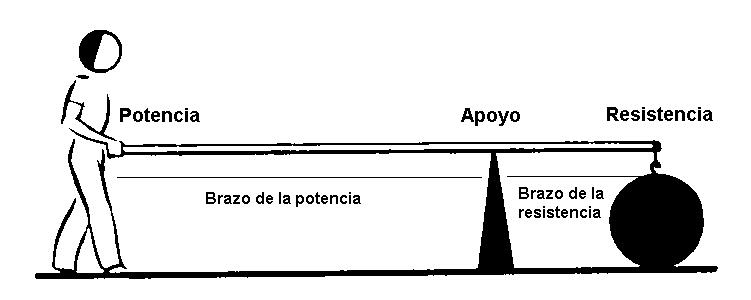 Potencia
Apoyo
Resistencia
Brazo de la potencia
Brazo de la
resistencia